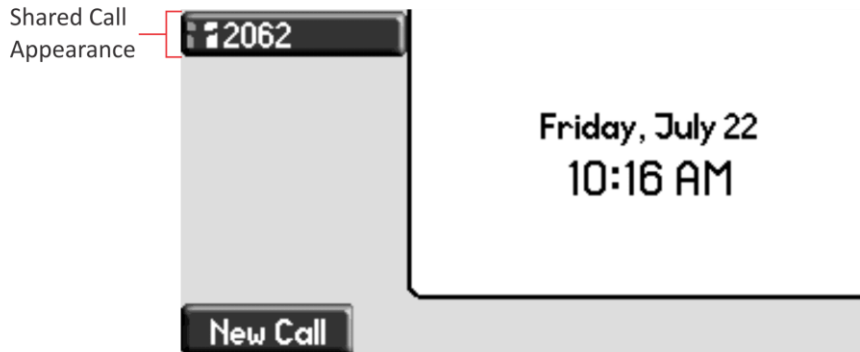 Shared Call
Appearance
2062
Friday, July 22
10:16 AM
New Call